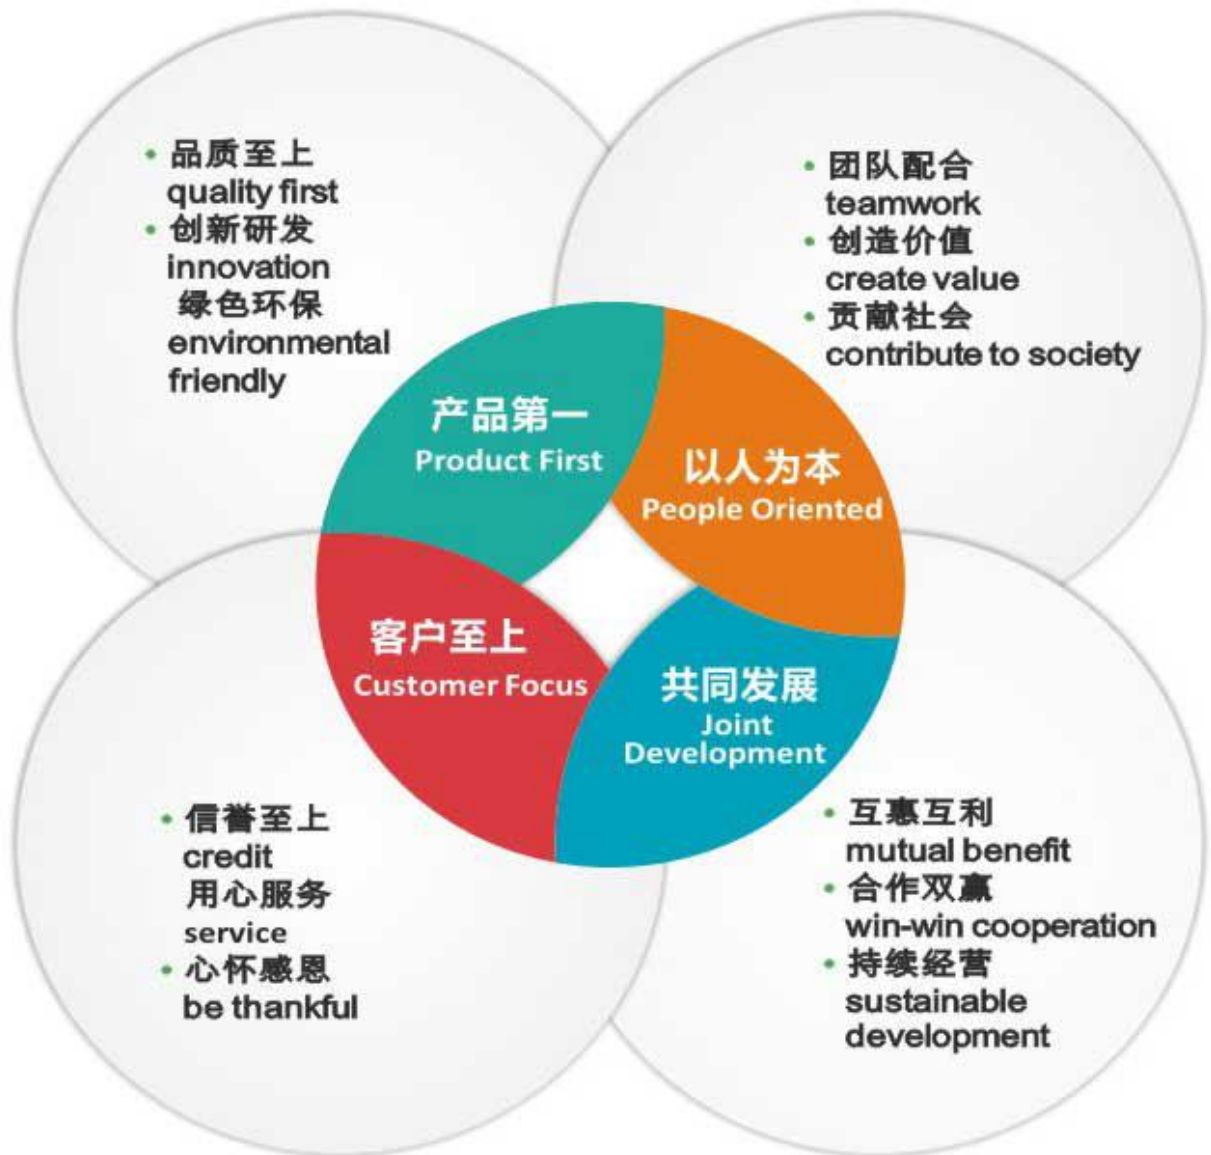 • 品质至上
quality first
• 创新研发
innovation
绿色环保
environmental
friendly
• 团队配合
teamwork
• 创造价值
create value
• 贡献社会
contribute to society
产品第一
Product First
以人为本
People Oriented
客户至上
Customer Focus
共同发展
Joint
Development
• 信誉至上
credit
用心服务
service
• 心怀感恩
be thankful
• 互惠互利
mutual benefit
• 合作双赢
win-win cooperation
• 持续经营
sustainable
development